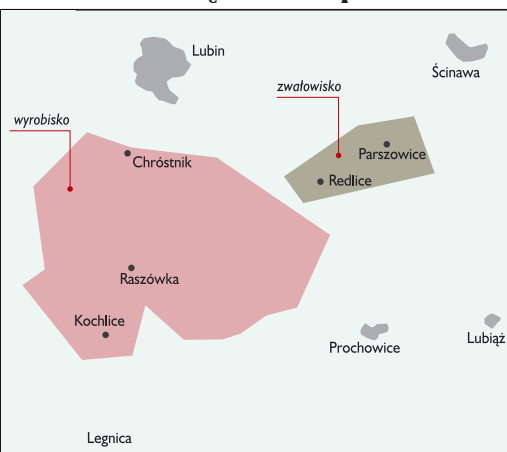 Lubin
Ścinawa
zwałowisko
wyrobisko
Chróstnik
Parszowice
Redlice
Raszówka
Kochlice
Prochowice
Lubiąż
Legnica